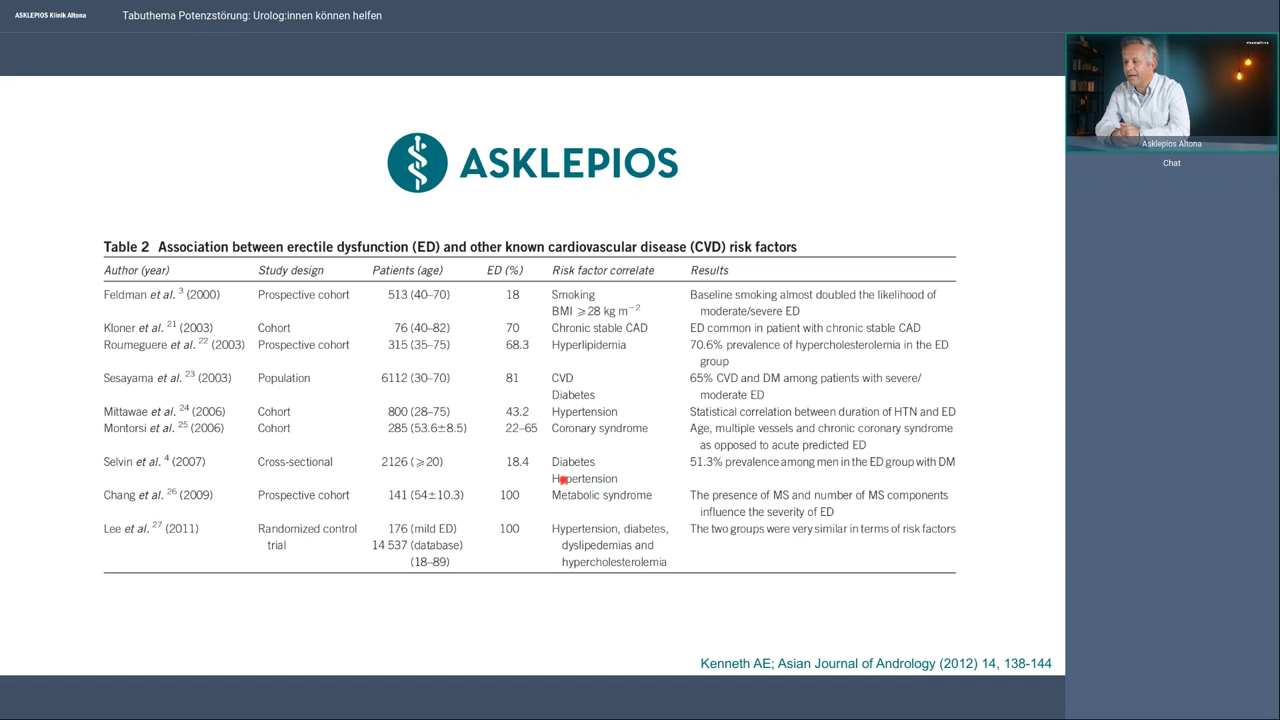 ASKLEPIOS Klinik Altona
Tabuthema Potenzstörung: Urolog:innen können helfen
Asklepios Altona
Chat
ASKLEPIOS
Table 2 Association between erectile dysfunction (ED) and other known cardiovascular disease (CVD) risk factors
Author (year) Study design Patients (age) ED (%) Risk factor correlate Results
Feldman et al. 3 (2000) Prospective cohort 513 (40–70) 18 Smoking Baseline smoking almost doubled the likelihood of
BMI ⩾28 kg m−2 moderate/severe ED
Kloner et al. 21 (2003) Cohort 76 (40–82) 70 Chronic stable CAD ED common in patient with chronic stable CAD
Roumeguere et al. 22 (2003) Prospective cohort 315 (35–75) 68.3 Hyperlipidemia 70.6% prevalence of hypercholesterolemia in the ED
group
Sesayama et al. 23 (2003) Population 6112 (30–70) 81 CVD 65% CVD and DM among patients with severe/
Diabetes moderate ED
Mittawae et al. 24 (2006) Cohort 800 (28–75) 43.2 Hypertension Statistical correlation between duration of HTN and ED
Montorsi et al. 25 (2006) Cohort 285 (53.6±8.5) 22–65 Coronary syndrome Age, multiple vessels and chronic coronary syndrome
as opposed to acute predicted ED
Selvin et al. 4 (2007) Cross-sectional 2126 (⩾20) 18.4 Diabetes 51.3% prevalence among men in the ED group with DM
Hypertension
Chang et al. 26 (2009) Prospective cohort 141 (54±10.3) 100 Metabolic syndrome The presence of MS and number of MS components
influence the severity of ED
Lee et al. 27 (2011) Randomized control 176 (mild ED) 100 Hypertension, diabetes, The two groups were very similar in terms of risk factors
trial 14 537 (database) dyslipedemias and
(18–89) hypercholesterolemia
Kenneth AE; Asian Journal of Andrology (2012) 14, 138-144